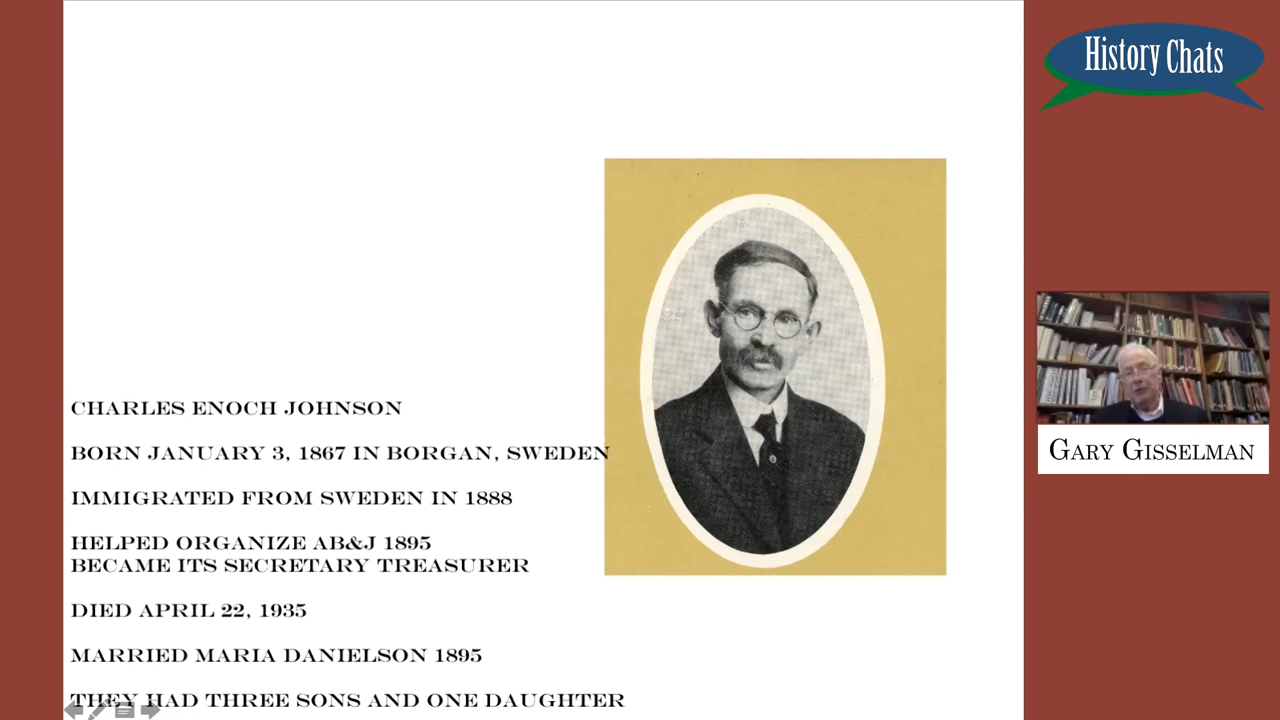 History Chats
CHARLES ENOCH JOHNSON
BORN JANUARY 3, 1867 IN BORGAN, SWEDEN
IMMIGRATED FROM SWEDEN IN 1888
HELPED ORGANIZE AB&J 1895
BECAME ITS SECRETARY TREASURER
DIED APRIL 22, 1935
MARRIED MARIA DANIELSON 1895
THEY HAD THREE SONS AND ONE DAUGHTER
GARY GISSELMAN